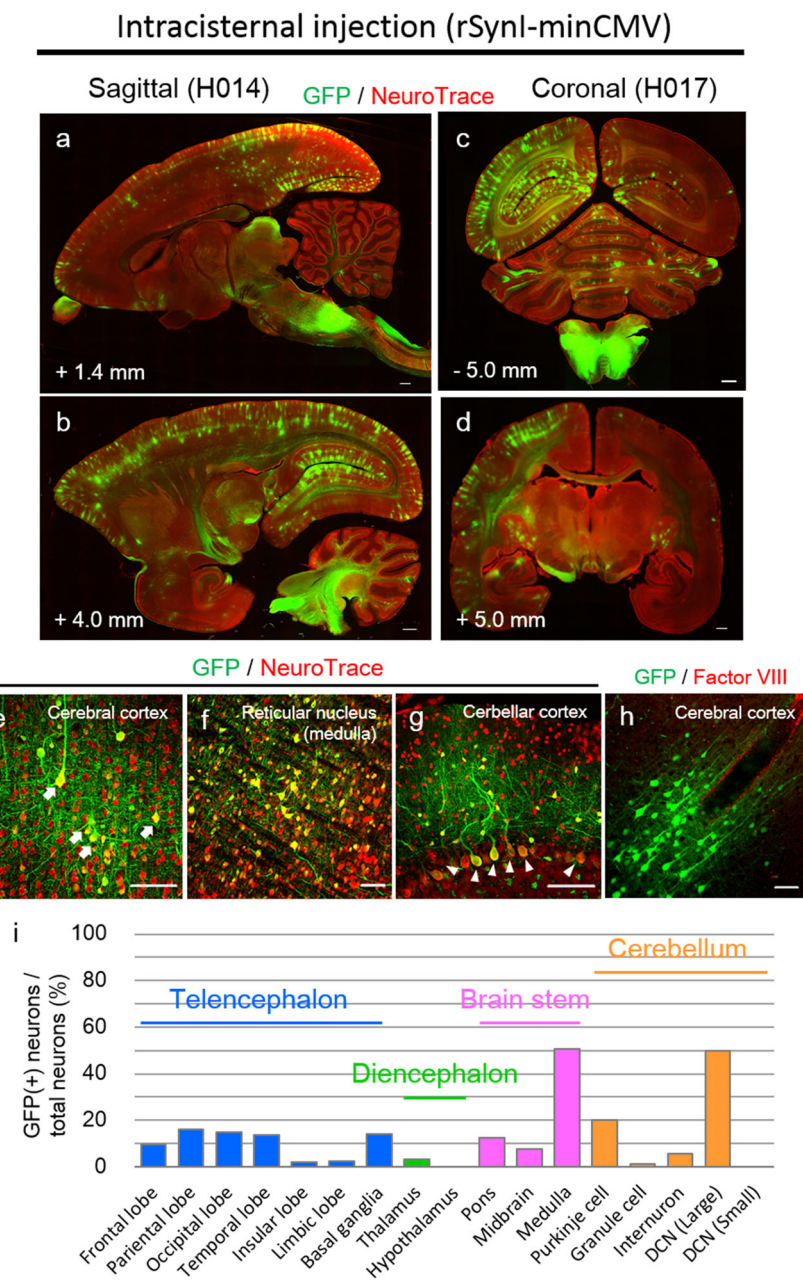 Intracisternal injection (rSynI-minCMV)
Sagittal (H014)
GFP / NeuroTrace
Coronal (H017)
a
+ 1.4 mm
c
- 5.0 mm
b
+ 4.0 mm
d
+ 5.0 mm
GFP / NeuroTrace
GFP / Factor VIII
e
Cerebral cortex
f
Reticular nucleus
(medulla)
g
Cerbellar cortex
h
Cerebral cortex
i
GFP(+) neurons /
total neurons (%)
100
80
60
40
20
0
Telencephalon
Diencephalon
Brain stem
Cerebellum
Frontal lobe
Pariental lobe
Occipital lobe
Temporal lobe
Insular lobe
Limbic lobe
Basal ganglia
Thalamus
Hypothalamus
Pons
Midbrain
Medulla
Purkinje cell
Granule cell
Internuron
DCN (Large)
DCN (Small)